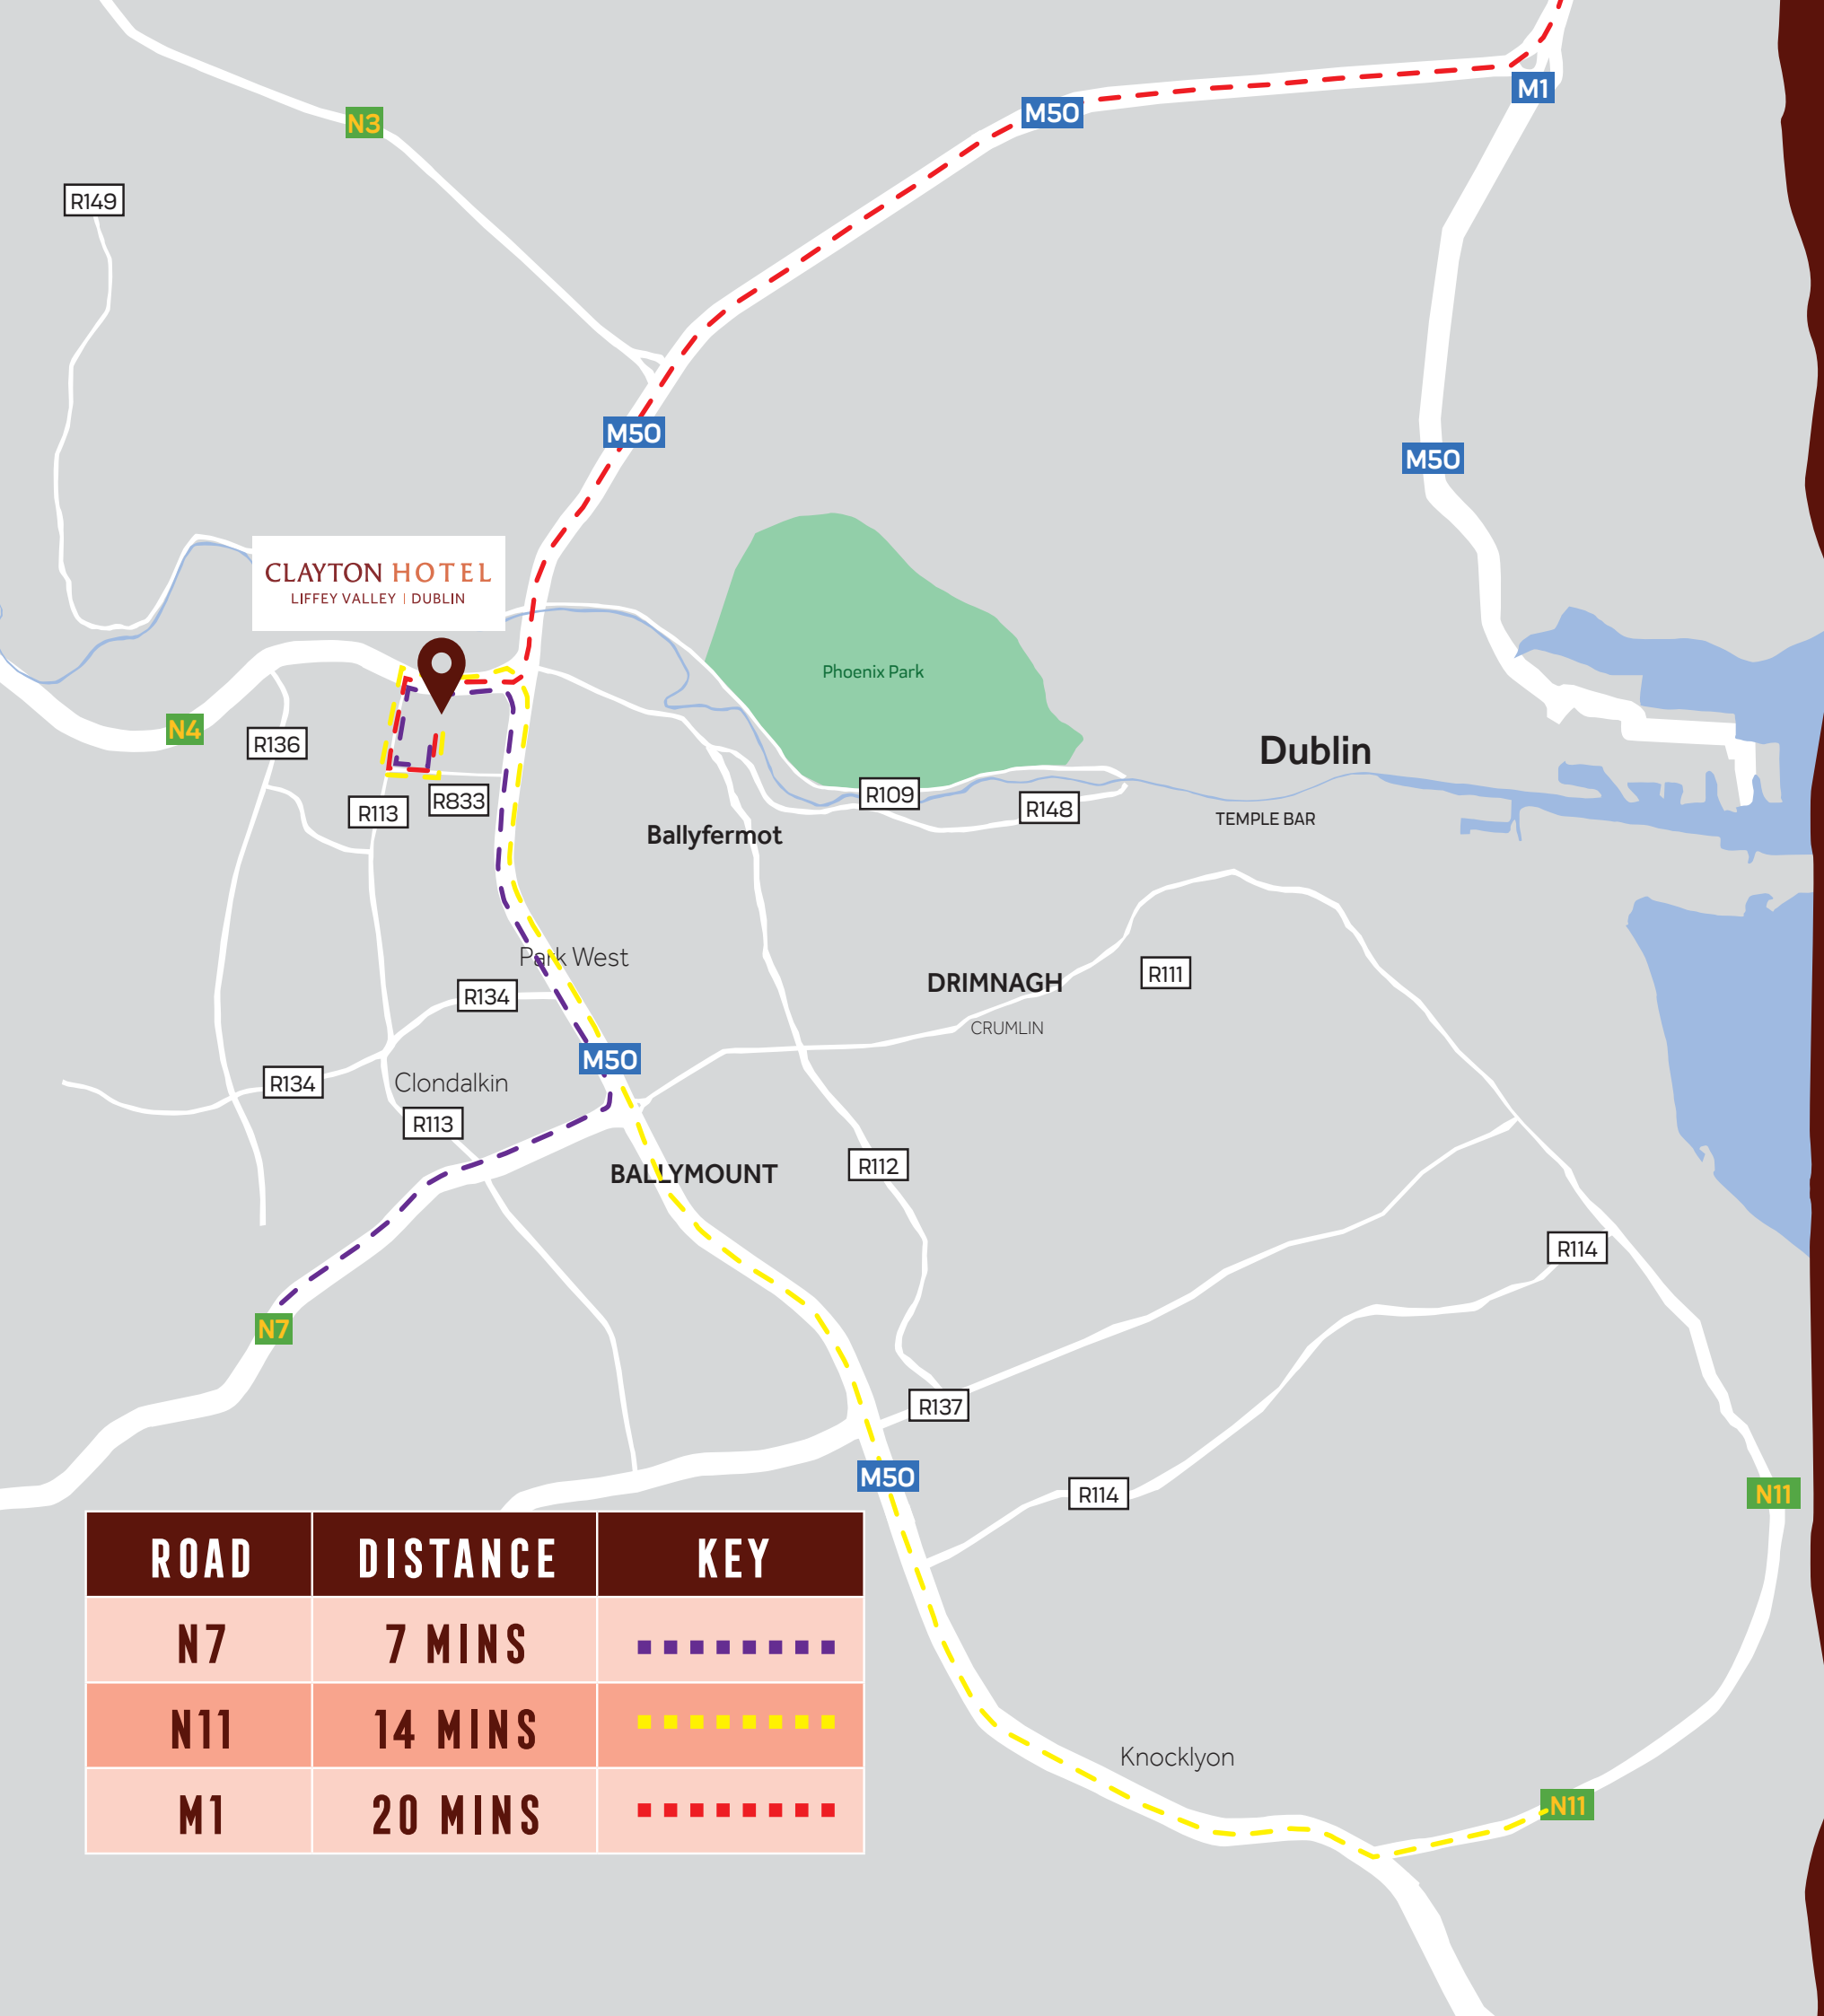 M1
M50
N3
R149
M50
M50
CLAYTON HOTEL
LIFFEY VALLEY | DUBLIN
Phoenix Park
N4
R136
Dublin
R109
R833
R148
R113
TEMPLE BAR
Ballyfermot
Park West
R111
DRIMNAGH
R134
CRUMLIN
M50
R134
Clondalkin
R113
R112
BALLYMOUNT
R114
N7
R137
M50
R114
N11
ROAD DISTANCE KEY
N7 7 MINS
N11 14 MINS
M1 20 MINS
Knocklyon
N11